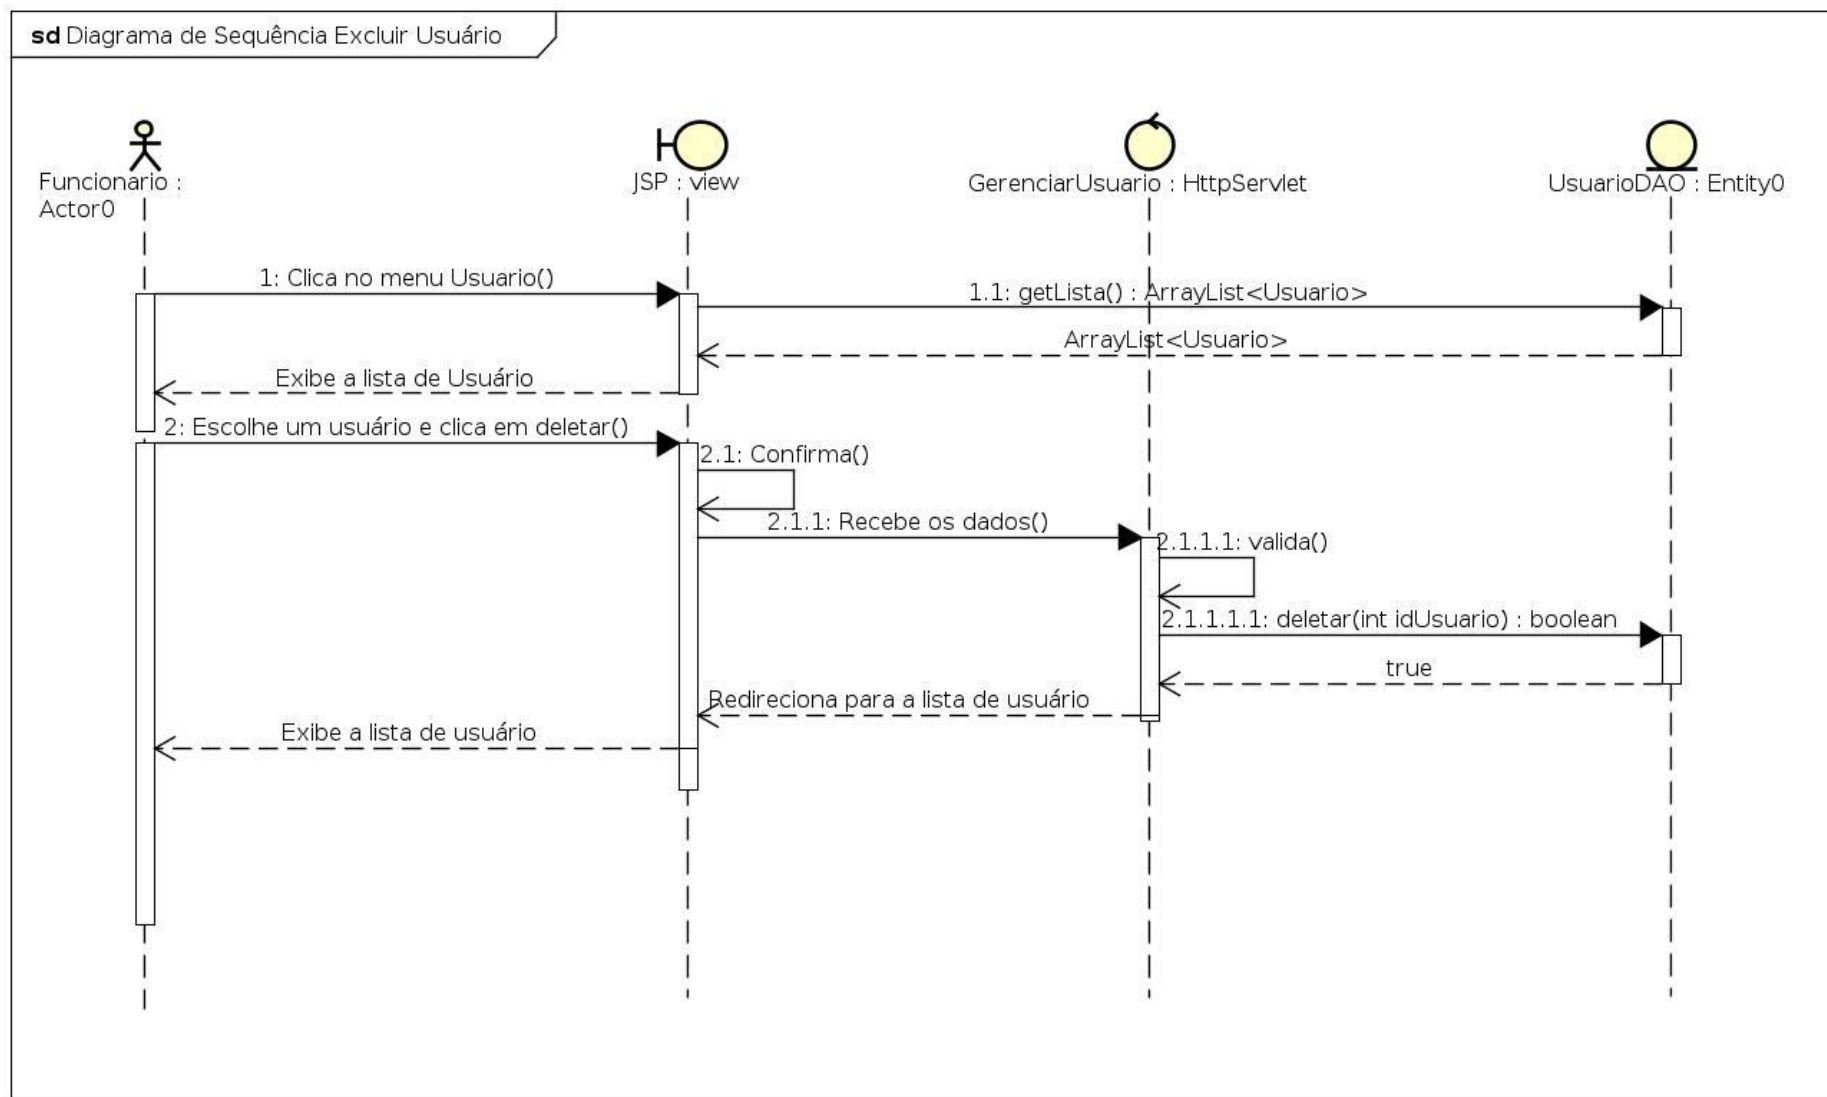 sd Diagrama de Sequência Excluir Usuário
Funcionario :
Actor0
JSP : view
GerenciarUsuario : HttpServlet
UsuarioDAO : Entity0
1: Clica no menu Usuario()
1.1: getLista() : ArrayList<Usuario>
ArrayList<Usuario>
Exibe a lista de Usuário
2: Escolhe um usuário e clica em deletar()
2.1: Confirma()
2.1.1: Recebe os dados()
2.1.1.1: valida()
2.1.1.1.1: deletar(int idUsuario) : boolean
true
Redireciona para a lista de usuário
Exibe a lista de usuário